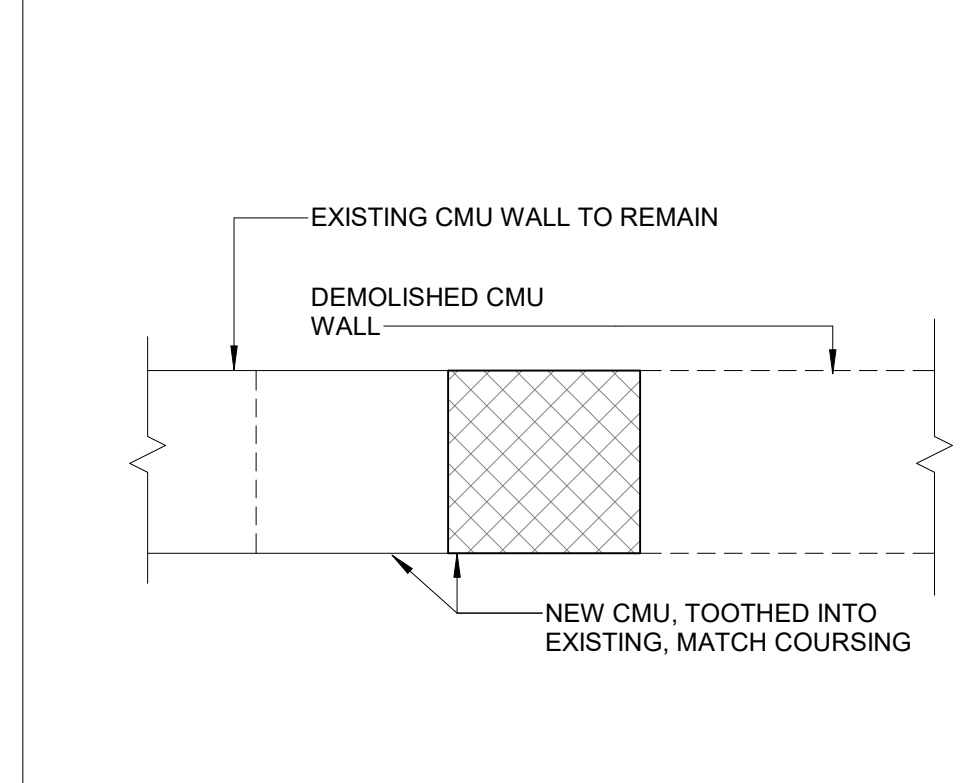 EXISTING CMU WALL TO REMAIN
DEMOLISHED CMU
WALL
NEW CMU, TOOTHED INTO
EXISTING, MATCH COURSING